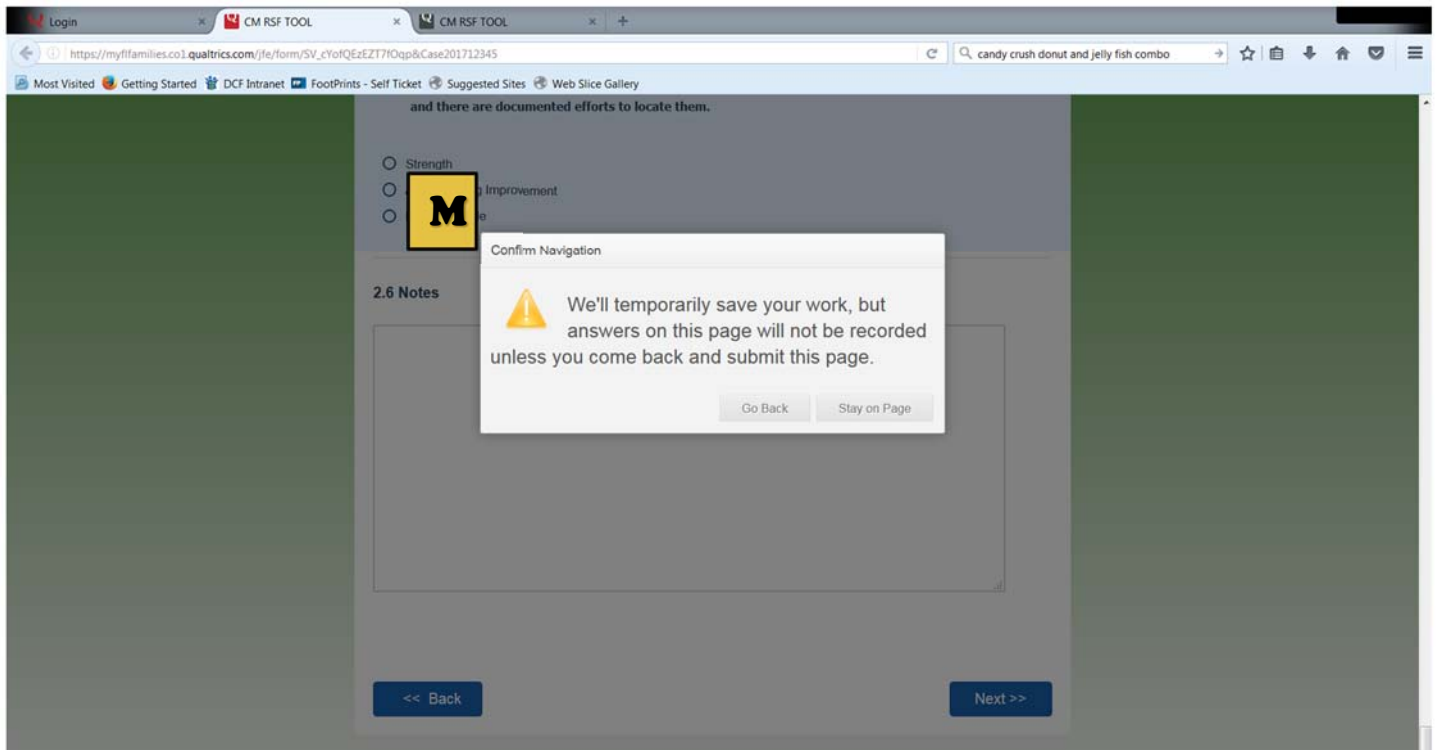 Login
CM RSF TOOL
CM RSF TOOL
https://myflfamilies.co1.qualtrics.com/jfe/form/SV_cYofQEzEZT7fOqp&Case201712345
candy crush donut and jelly fish combo
Most Visited Getting Started DCF Intranet FootPrints - Self Ticket Suggested Sites Web Slice Gallery
and there are documented efforts to locate them.
Strength
Improvement
M
Confirm Navigation
2.6 Notes
We'll temporarily save your work, but
answers on this page will not be recorded
unless you come back and submit this page.
Go Back Stay on Page
<< Back
Next >>